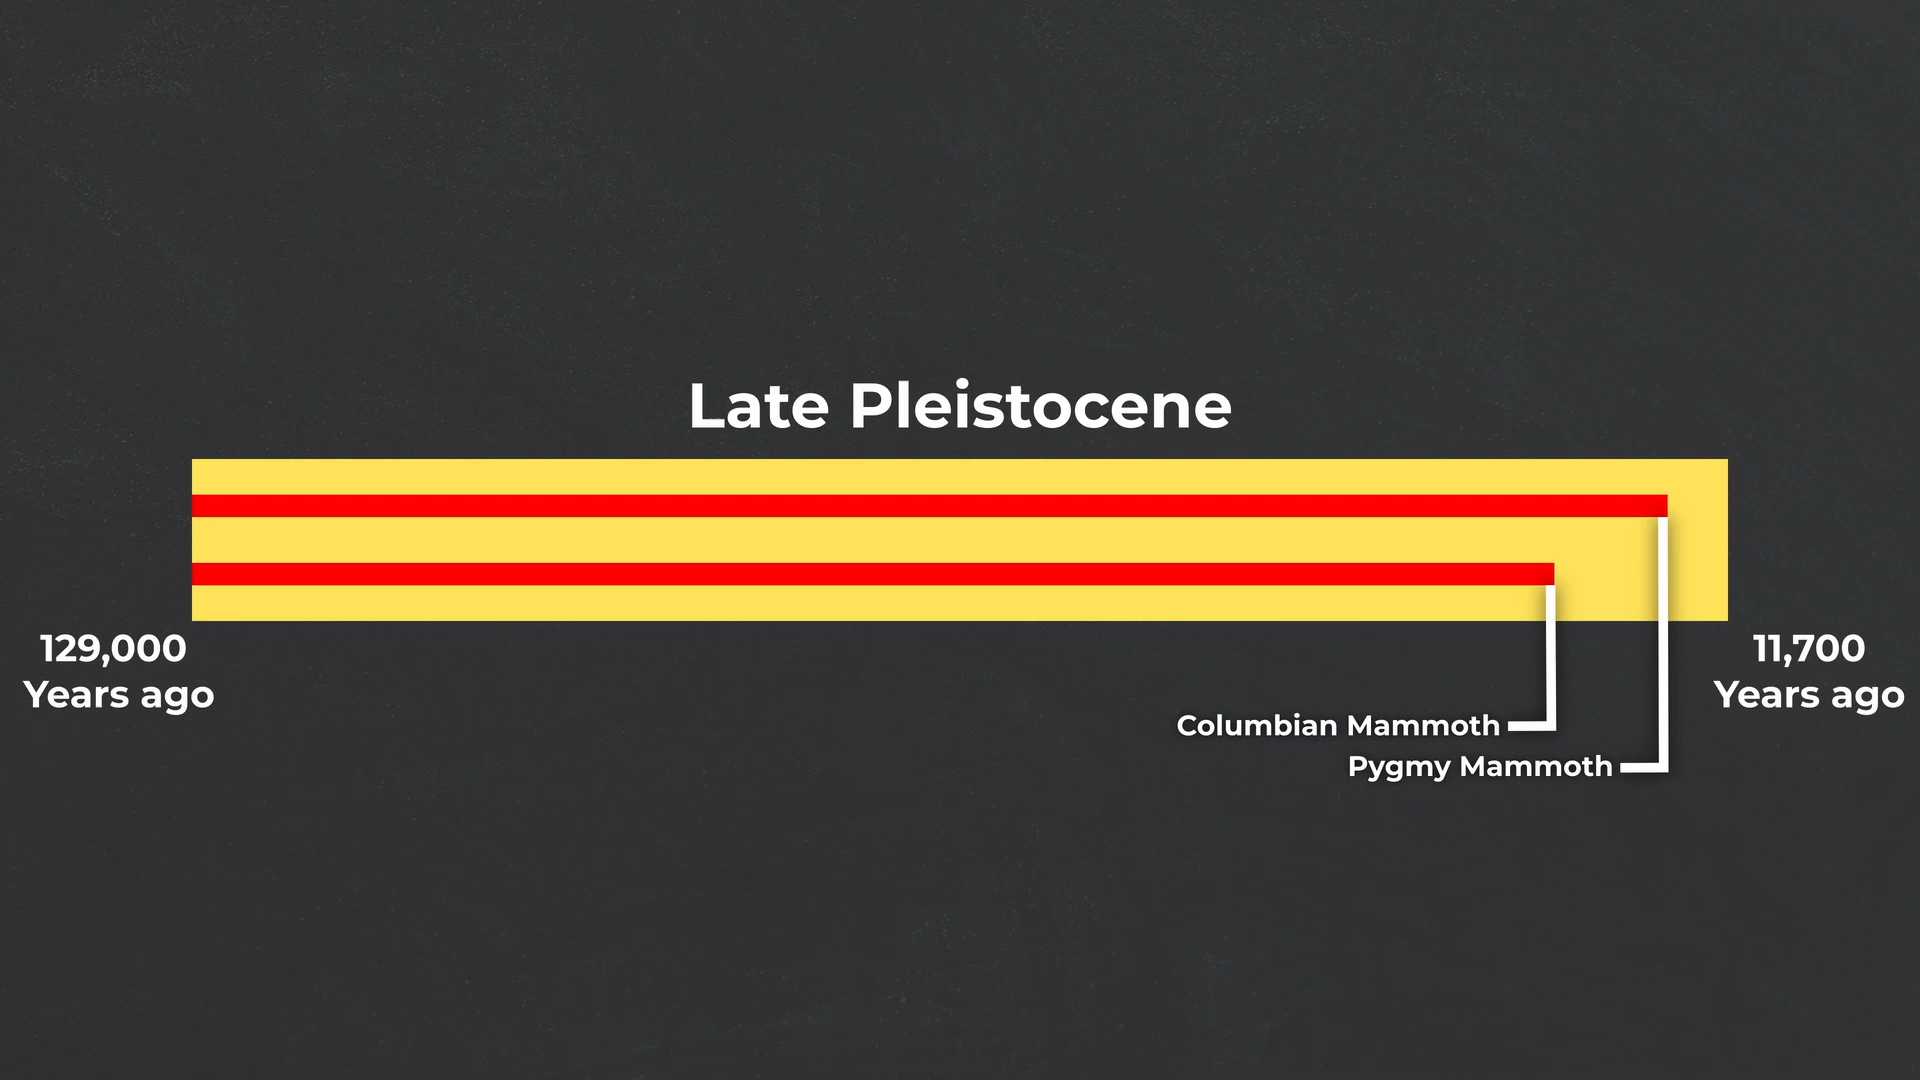 Late Pleistocene
129,000
Years ago
11,700
Years ago
Columbian Mammoth
Pygmy Mammoth